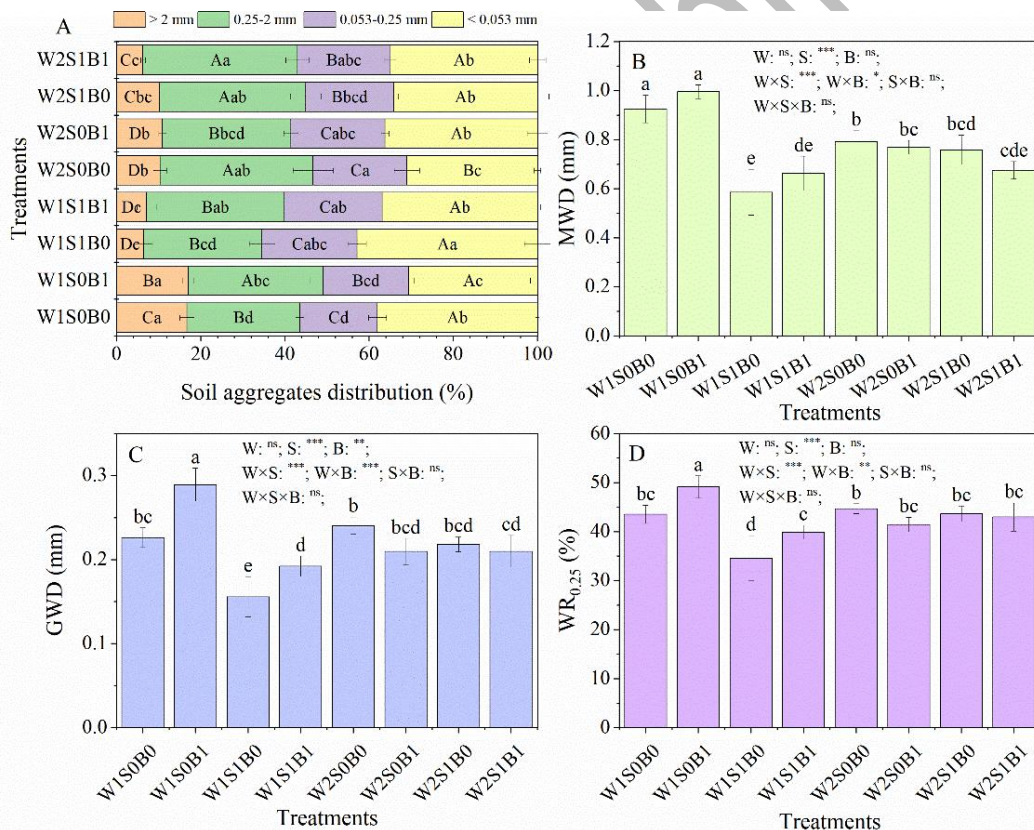 A
> 2 mm 0.25-2 mm 0.053-0.25 mm < 0.053 mm
Treatments
W2S1B1 Cc Aa Babc Ab
W2S1B0 Cbc Aab Bbcd Ab
W2S0B1 Db Bbcd Cabc Ab
W2S0B0 Db Aab Ca Bc
W1S1B1 Dc Bab Cab Ab
W1S1B0 Dc Bcd Cabc Aa
W1S0B1 Ba Abc Bcd Ac
W1S0B0 Ca Bd Cd Ab
0 20 40 60 80 100
Soil aggregates distribution (%)
B
W: ns; S: ***; B: ns;
W×S: ***; W×B: *; S×B: ns;
W×S×B: ns;
MWD (mm)
1.2
1.0
0.8
0.6
0.4
0.2
0.0
a a e de b bc bcd cde
W1S0B0 W1S0B1 W1S1B0 W1S1B1 W2S0B0 W2S0B1 W2S1B0 W2S1B1
Treatments
C
W: ns; S: ***; B: **;
W×S: ***; W×B: ***; S×B: ns;
W×S×B: ns;
GWD (mm)
0.3
0.2
0.1
0.0
bc a e d b bcd bcd cd
W1S0B0 W1S0B1 W1S1B0 W1S1B1 W2S0B0 W2S0B1 W2S1B0 W2S1B1
Treatments
D
W: ns; S: ***; B: ns;
W×S: ***; W×B: **; S×B: ns;
W×S×B: ns;
WR0.25 (%)
60
50
40
30
20
10
0
bc a d c b bc bc bc
W1S0B0 W1S0B1 W1S1B0 W1S1B1 W2S0B0 W2S0B1 W2S1B0 W2S1B1
Treatments